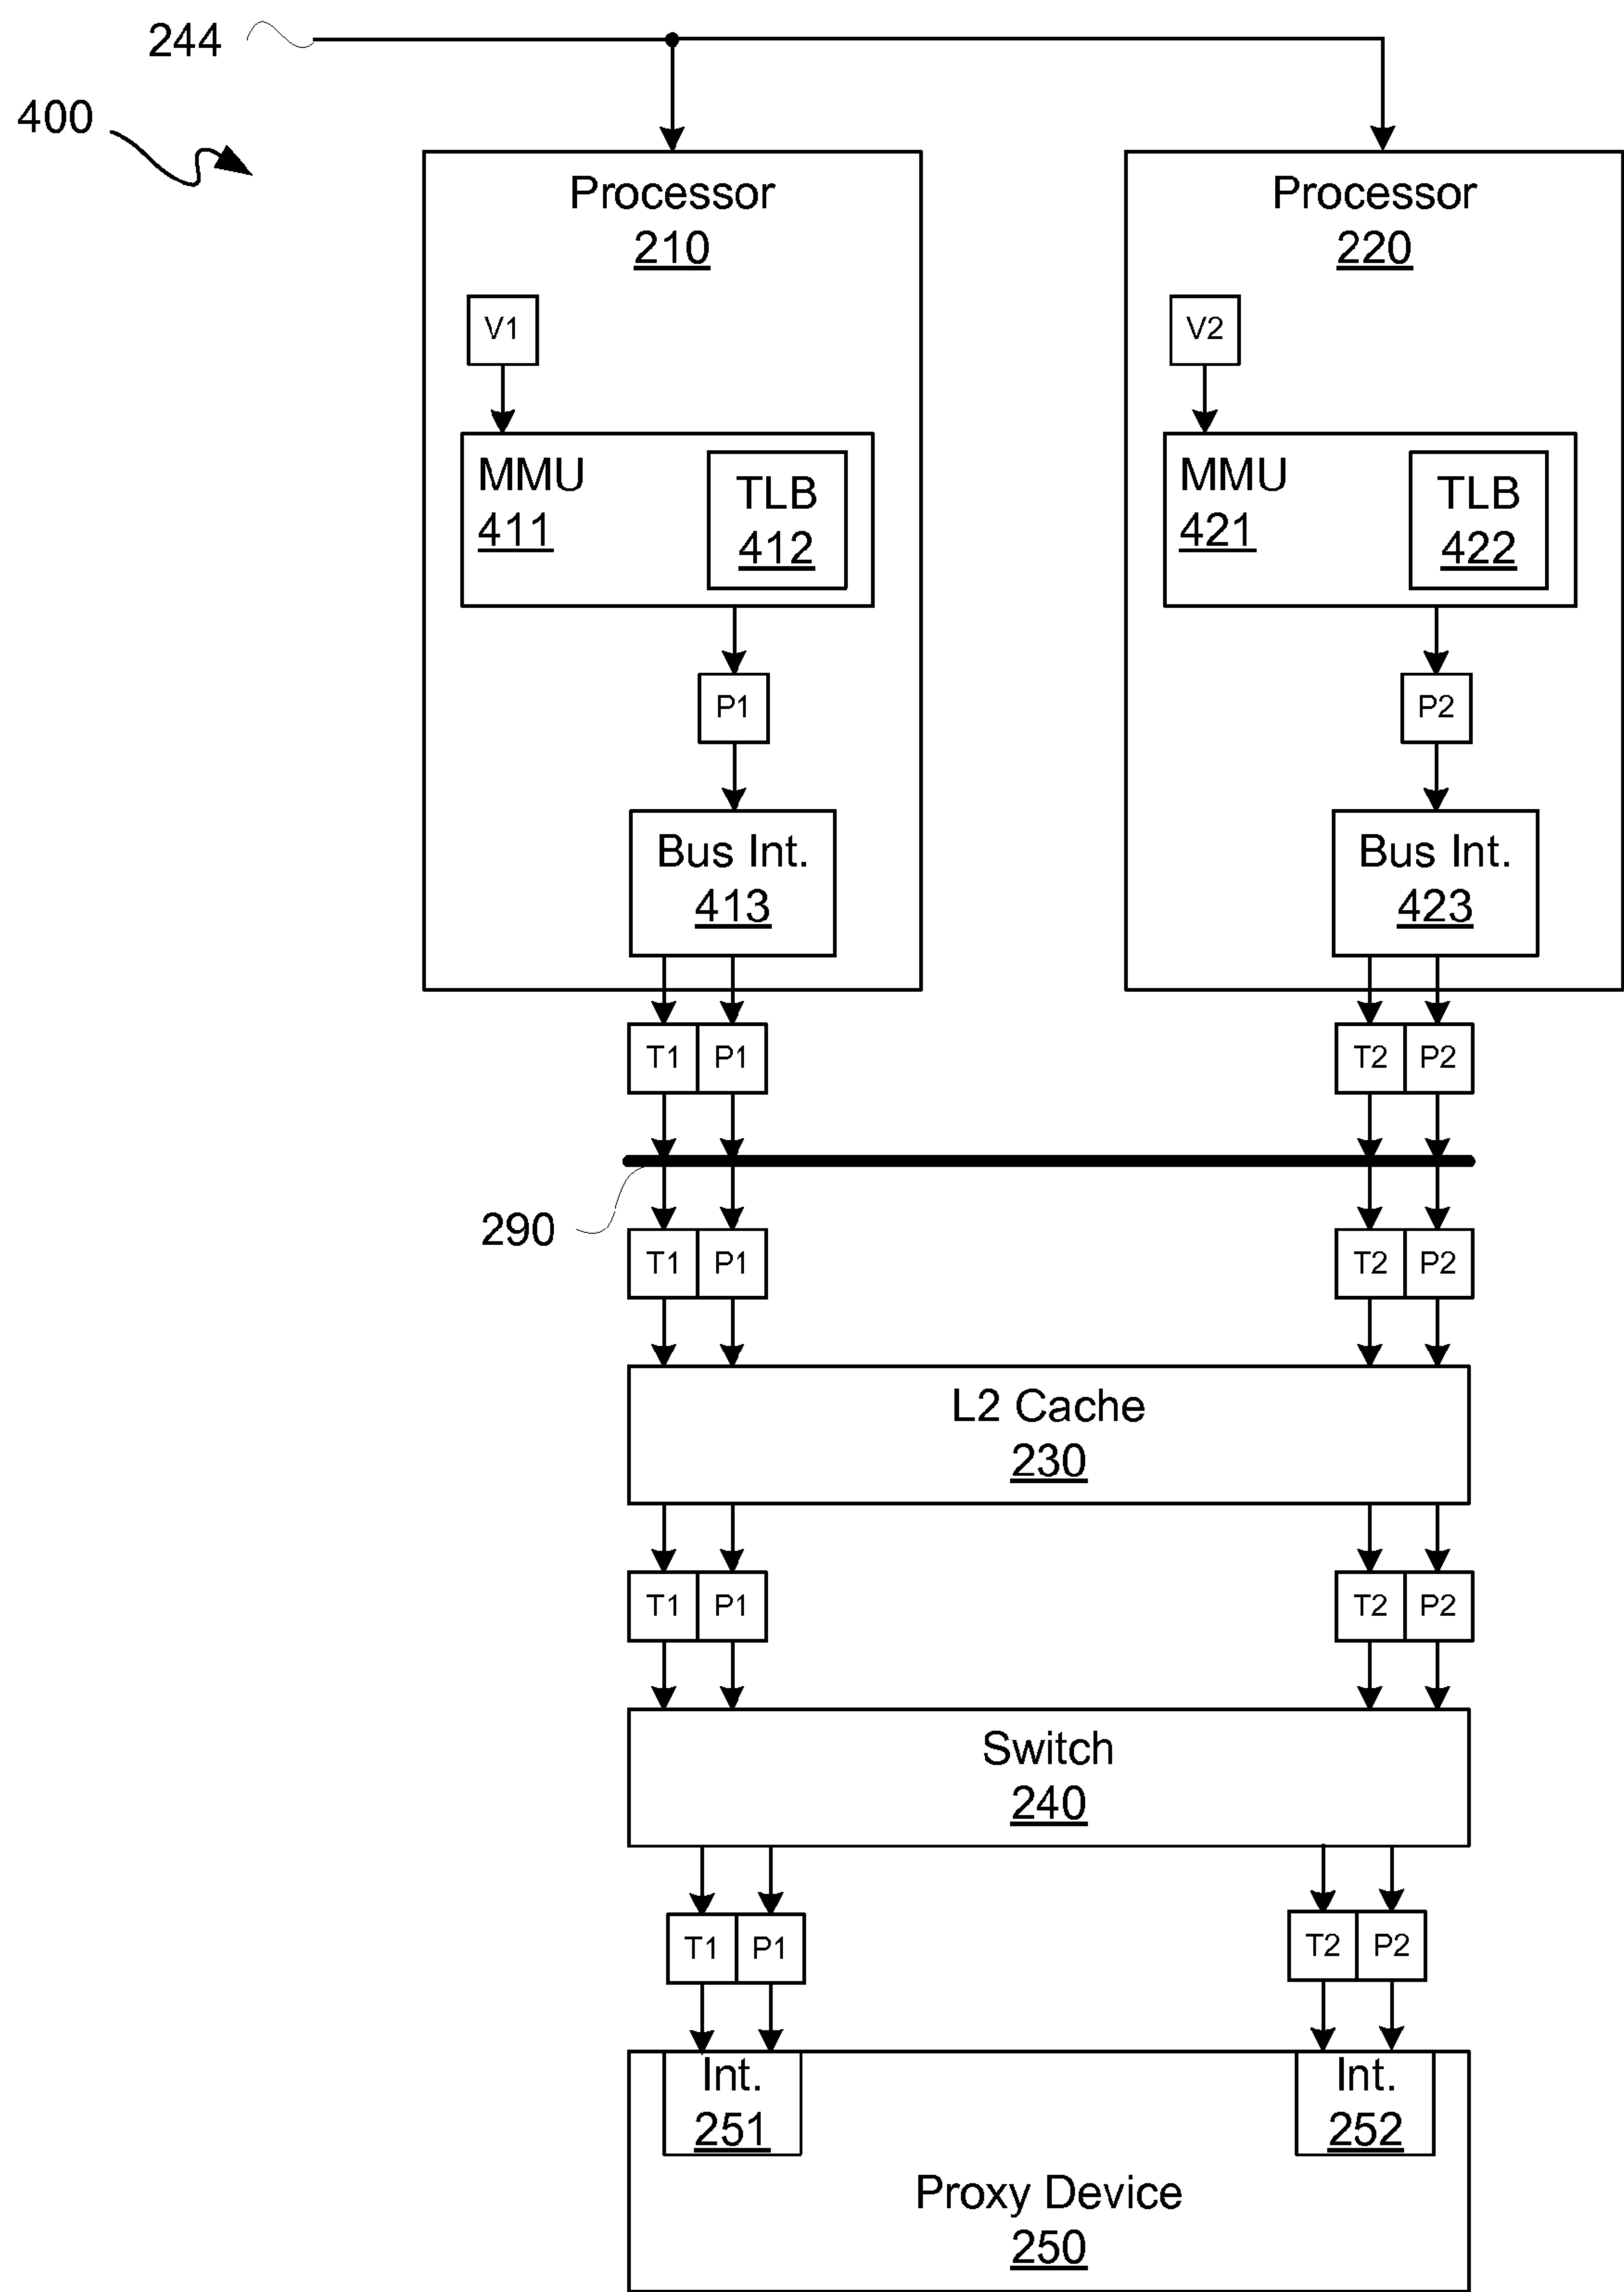 244
400
Processor
210
V1
MMU
411
TLB
412
P1
Bus Int.
413
Processor
220
V2
MMU
421
TLB
422
P2
Bus Int.
423
T1 P1
T2 P2
290
T1 P1
T2 P2
L2 Cache
230
T1 P1
T2 P2
Switch
240
T1 P1
T2 P2
Int.
251
Int.
252
Proxy Device
250